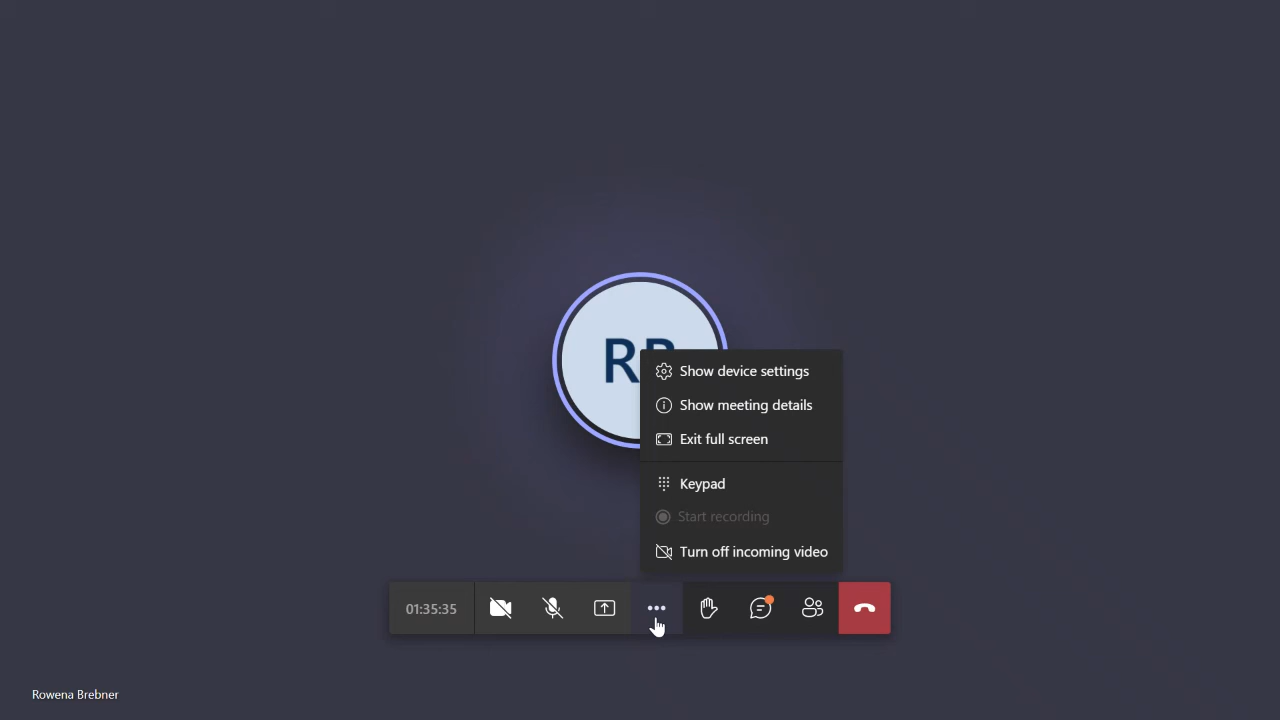 RB
Show device settings
Show meeting details
Exit full screen
Keypad
Start recording
Turn off incoming video
01:35:35
Rowena Brebner